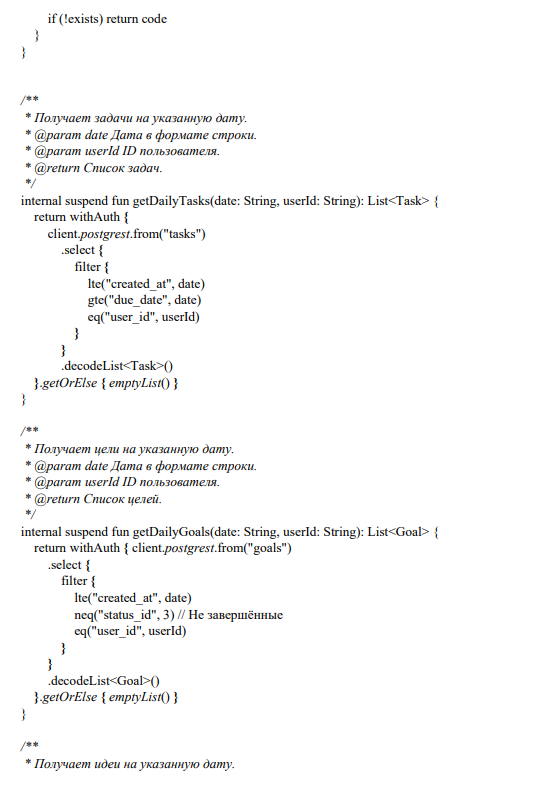 if (!exists) return code
}
}
/**
* Получает задачи на указанную дату.
* @param date Дата в формате строки.
* @param userId ID пользователя.
* @return Список задач.
*/
internal suspend fun getDailyTasks(date: String, userId: String): List<Task> {
return withAuth {
client.postgrest.from("tasks")
.select {
filter {
lte("created_at", date)
gte("due_date", date)
eq("user_id", userId)
}
}
.decodeList<Task>()
}.getOrElse { emptyList() }
}
/**
* Получает цели на указанную дату.
* @param date Дата в формате строки.
* @param userId ID пользователя.
* @return Список целей.
*/
internal suspend fun getDailyGoals(date: String, userId: String): List<Goal> {
return withAuth { client.postgrest.from("goals")
.select {
filter {
lte("created_at", date)
neq("status_id", 3) // Не завершённые
eq("user_id", userId)
}
}
.decodeList<Goal>()
}.getOrElse { emptyList() }
}
/**
* Получает идеи на указанную дату.